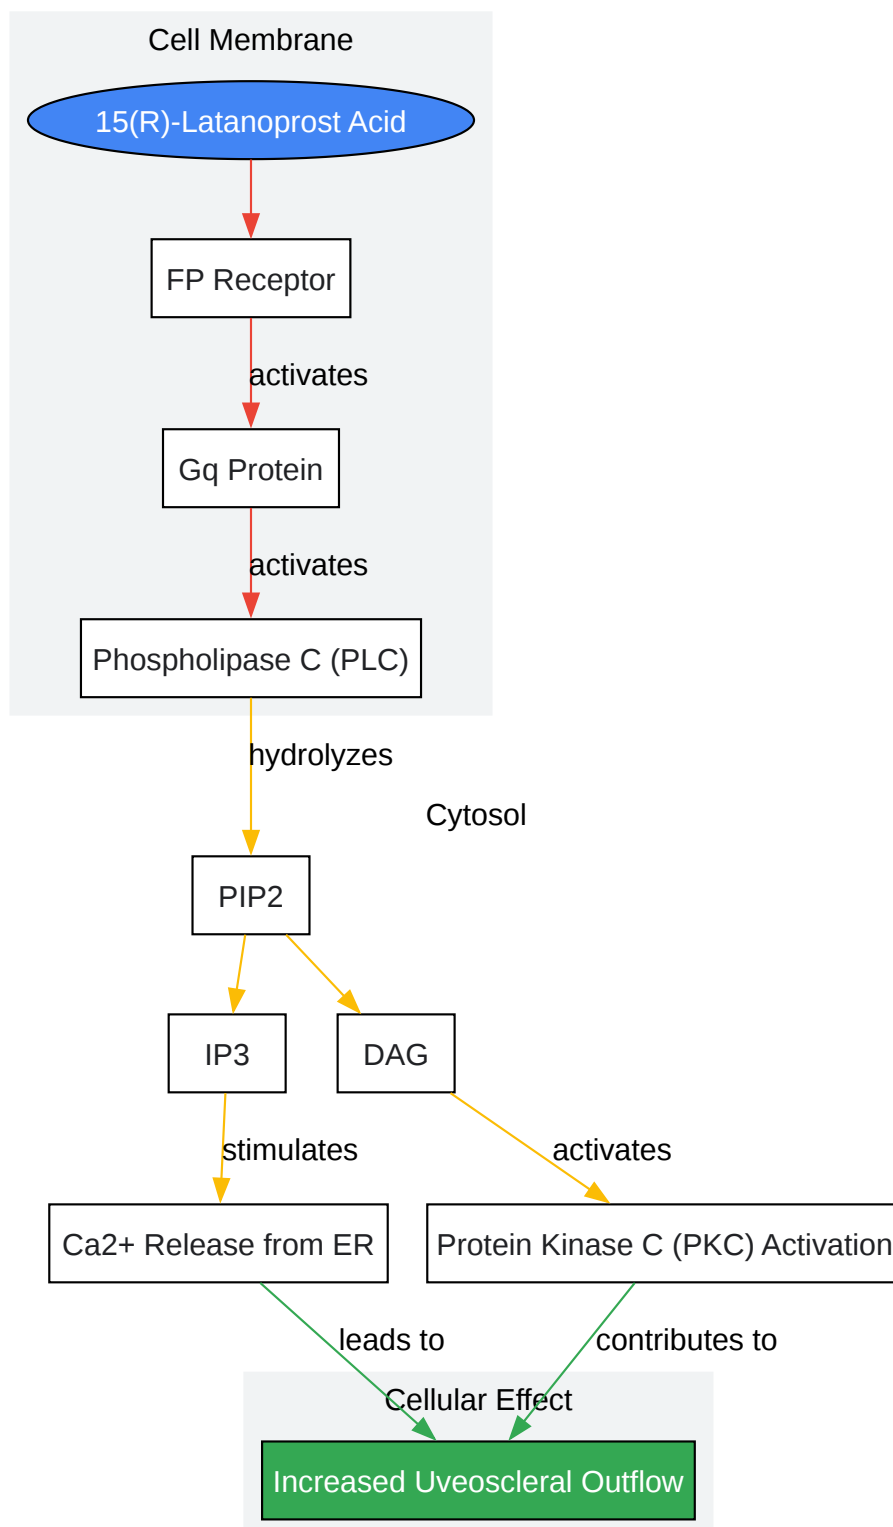 Cell Membrane
15(R)-Latanoprost Acid
FP Receptor
activates
Gq Protein
activates
Phospholipase C (PLC)
hydrolyzes
Cytosol
PIP2
IP3
DAG
stimulates
activates
Ca2+ Release from ER
Protein Kinase C (PKC) Activation
leads to
contributes to
Cellular Effect
Increased Uveoscleral Outflow